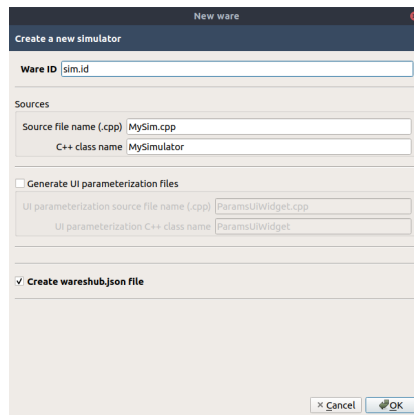 New ware
Create a new simulator
Ware ID sim.id
Sources
Source file name (.cpp) MySim.cpp
C++ class name MySimulator
Generate UI parameterization files
UI parameterization source file name (.cpp) ParamsUiWidget.cpp
UI parameterization C++ class name ParamsUiWidget
Create wareshub.json file
Cancel OK